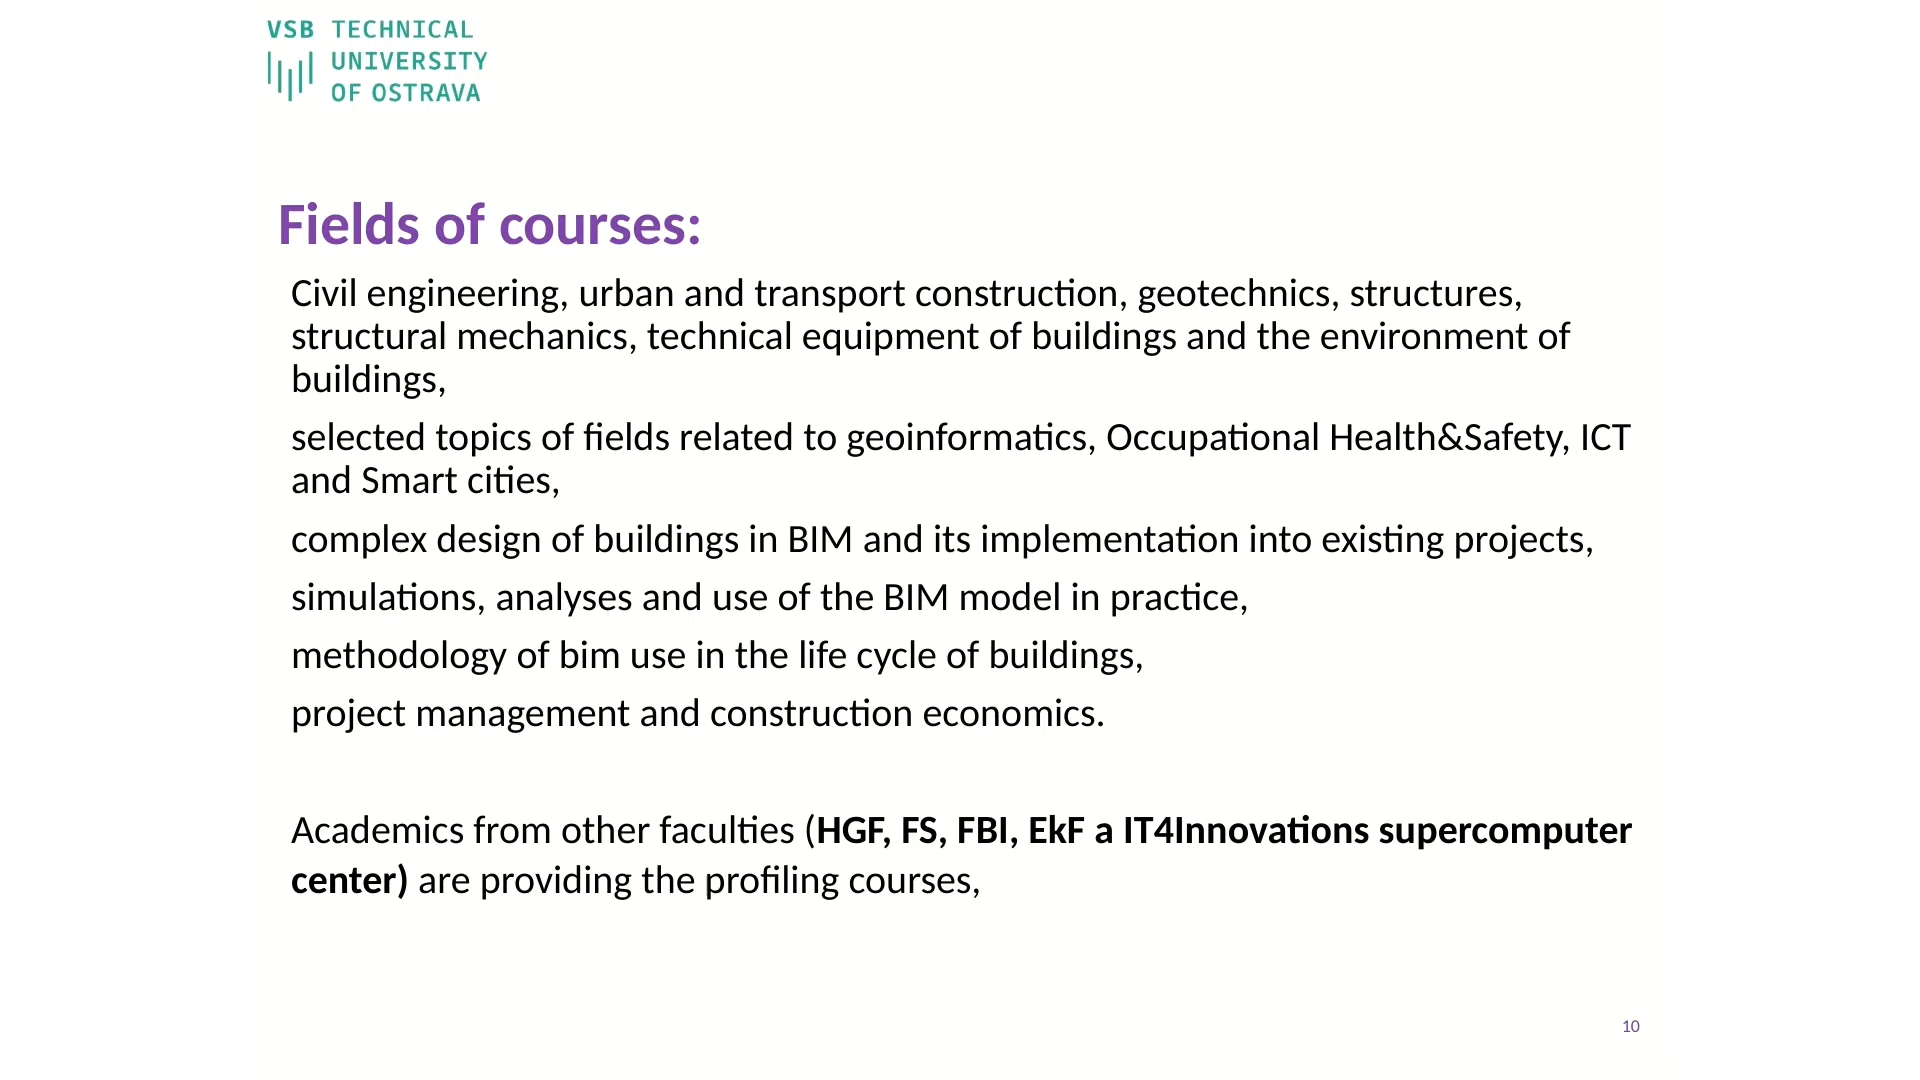 VSB TECHNICAL
UNIVERSITY
OF OSTRAVA
Fields of courses:
Civil engineering, urban and transport construction, geotechnics, structures,
structural mechanics, technical equipment of buildings and the environment of
buildings,
selected topics of fields related to geoinformatics, Occupational Health&Safety, ICT
and Smart cities,
complex design of buildings in BIM and its implementation into existing projects,
simulations, analyses and use of the BIM model in practice,
methodology of bim use in the life cycle of buildings,
project management and construction economics.
Academics from other faculties (HGF, FS, FBI, EkF a IT4Innovations supercomputer
center) are providing the profiling courses,
10